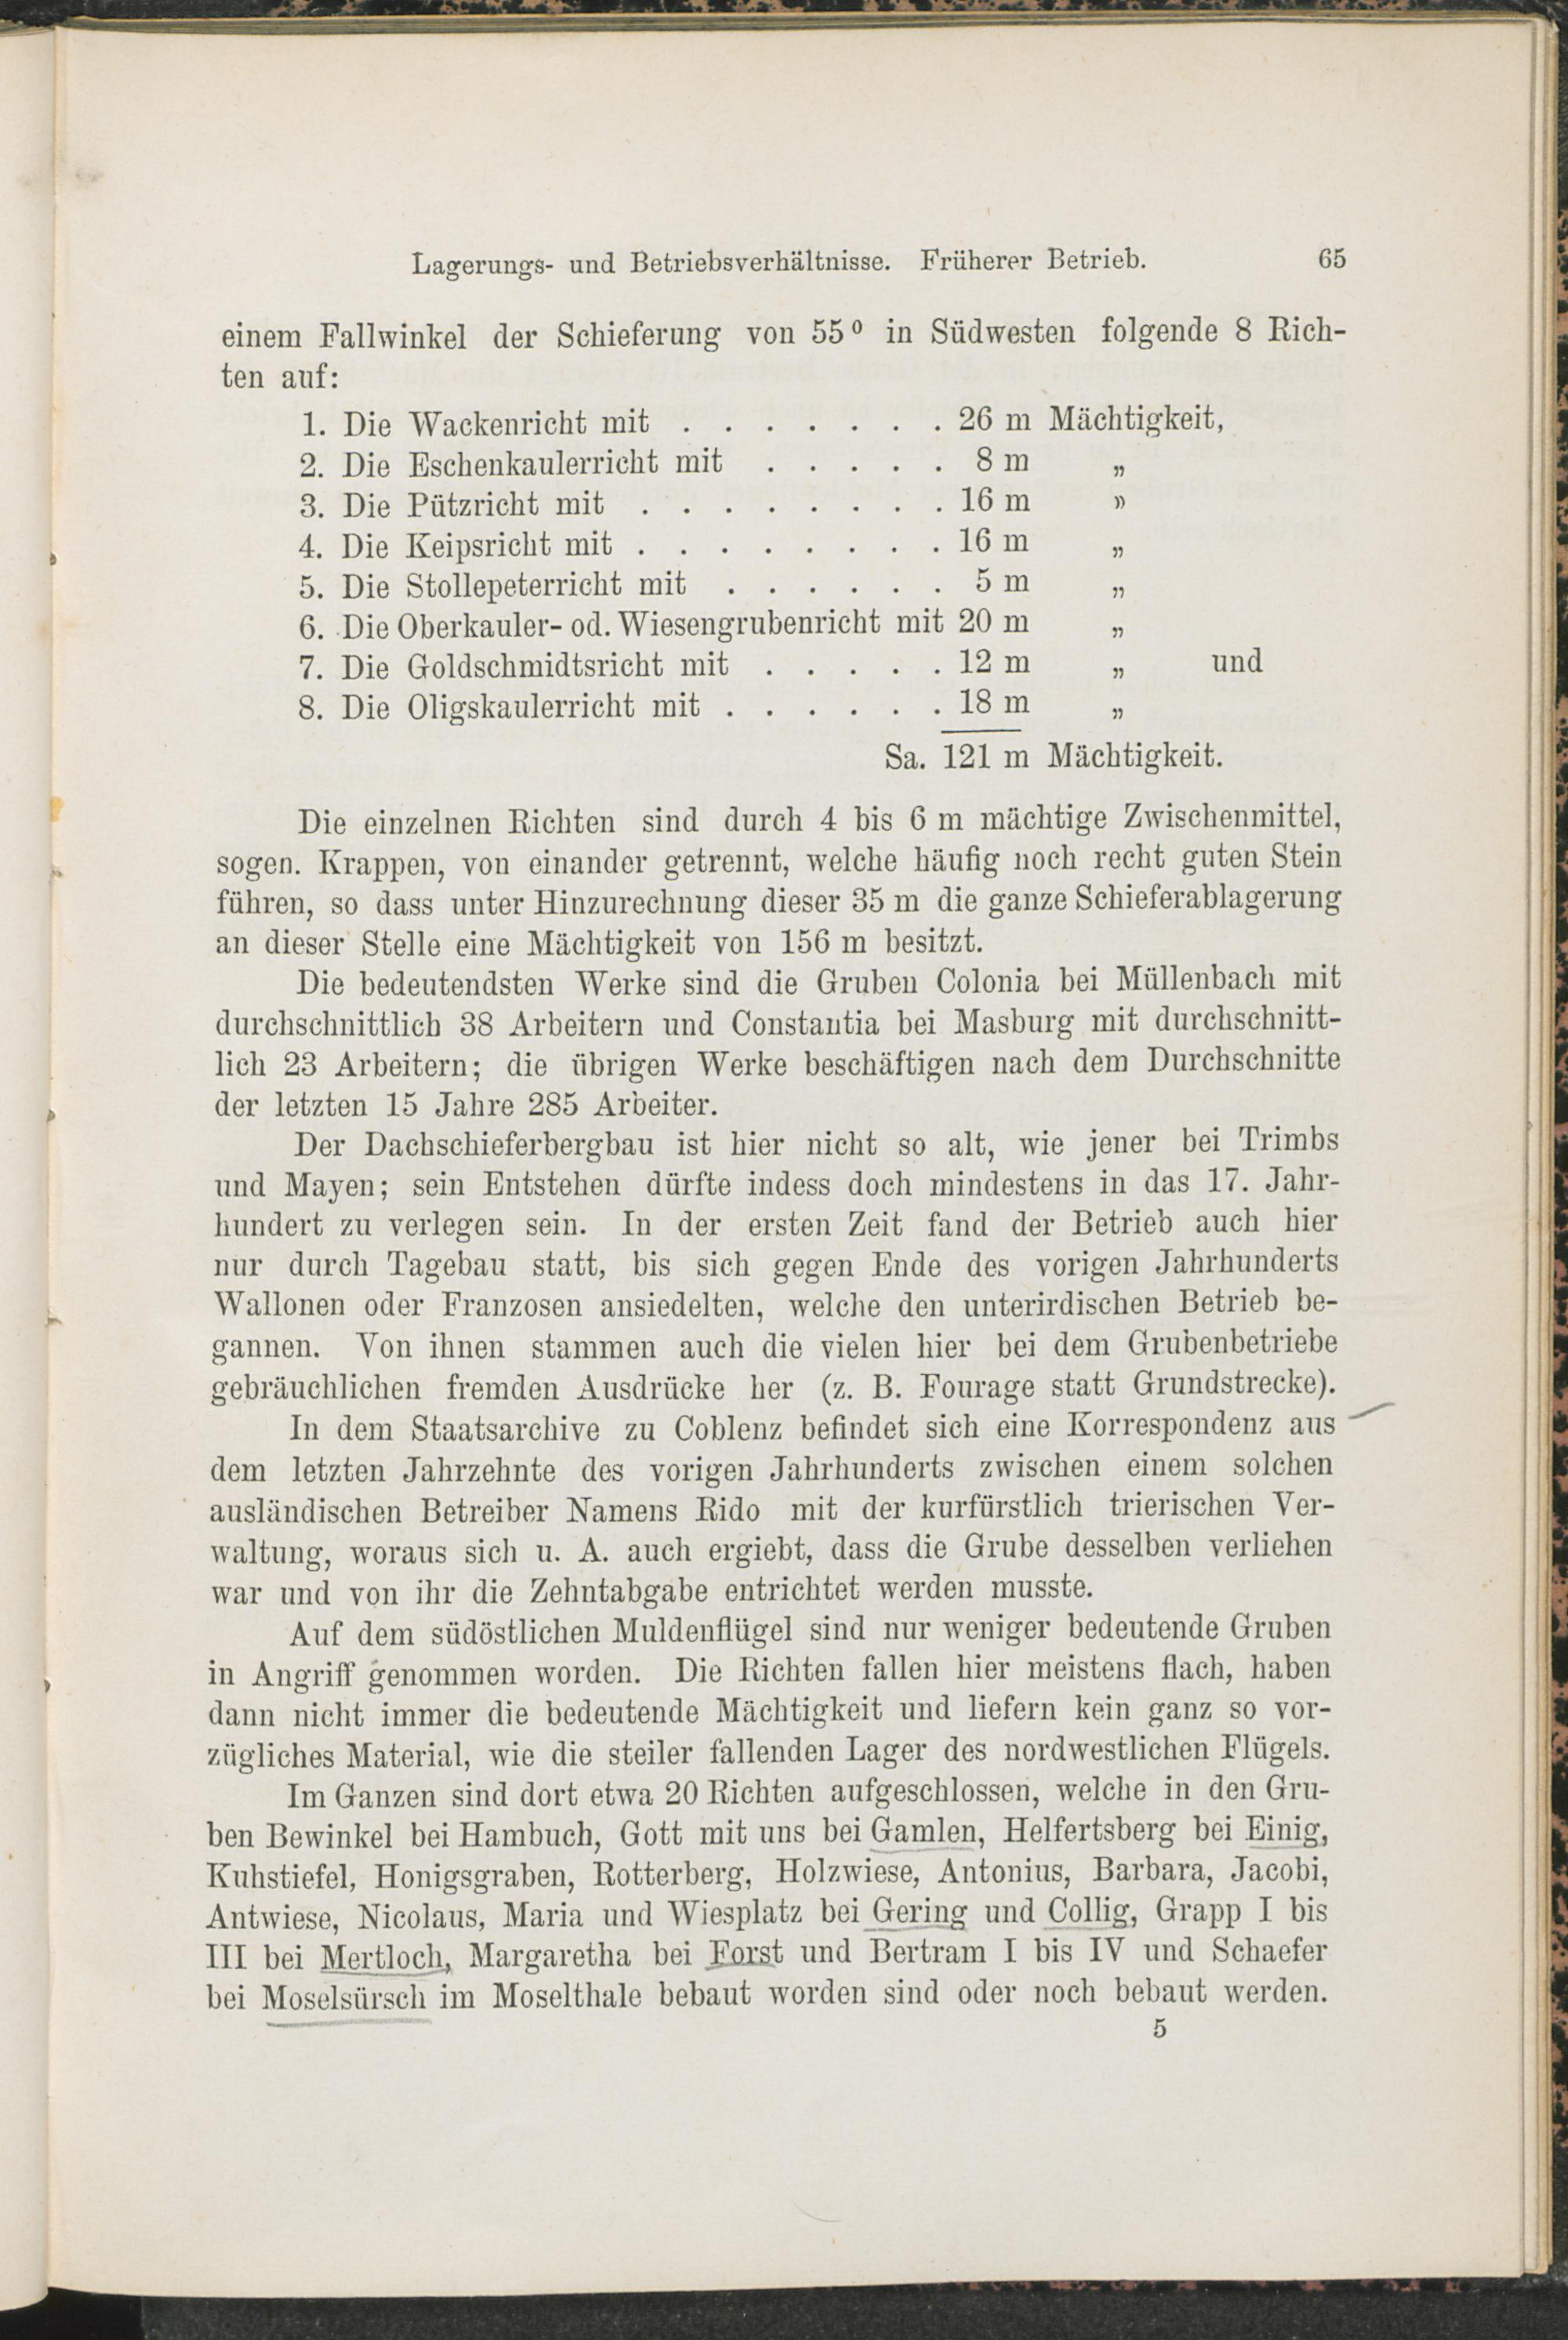 Lagerungs- und Betriebsverhältnisse. Früherer Betrieb. 65
einem Fallwinkel der Schieferung von 55⁰ in Südwesten folgende 8 Rich-
ten auf:
1. Die Wackenricht mit . . . . . . . 26 m Mächtigkeit,
2. Die Eschenkaulerricht mit . . . . . 8 m „
3. Die Pützricht mit . . . . . . . . 16 m „
4. Die Keipsricht mit . . . . . . . . 16 m „
5. Die Stollepeterricht mit . . . . . . 5 m „
6. Die Oberkauler- od. Wiesengrubenricht mit 20 m „
7. Die Goldschmidtsricht mit . . . . . 12 m „ und
8. Die Oligskaulerricht mit . . . . . . 18 m „
Sa. 121 m Mächtigkeit.
Die einzelnen Richten sind durch 4 bis 6 m mächtige Zwischenmittel,
sogen. Krappen, von einander getrennt, welche häufig noch recht guten Stein
führen, so dass unter Hinzurechnung dieser 35 m die ganze Schieferablagerung
an dieser Stelle eine Mächtigkeit von 156 m besitzt.
Die bedeutendsten Werke sind die Gruben Colonia bei Müllenbach mit
durchschnittlich 38 Arbeitern und Constantia bei Masburg mit durchschnitt-
lich 23 Arbeitern; die übrigen Werke beschäftigen nach dem Durchschnitte
der letzten 15 Jahre 285 Arbeiter.
Der Dachschieferbergbau ist hier nicht so alt, wie jener bei Trimbs
und Mayen; sein Entstehen dürfte indess doch mindestens in das 17. Jahr-
hundert zu verlegen sein. In der ersten Zeit fand der Betrieb auch hier
nur durch Tagebau statt, bis sich gegen Ende des vorigen Jahrhunderts
Wallonen oder Franzosen ansiedelten, welche den unterirdischen Betrieb be-
gannen. Von ihnen stammen auch die vielen hier bei dem Grubenbetriebe
gebräuchlichen fremden Ausdrücke her (z. B. Fourage statt Grundstrecke).
In dem Staatsarchive zu Coblenz befindet sich eine Korrespondenz aus
dem letzten Jahrzehnte des vorigen Jahrhunderts zwischen einem solchen
ausländischen Betreiber Namens Rido mit der kurfürstlich trierischen Ver-
waltung, woraus sich u. A. auch ergiebt, dass die Grube desselben verliehen
war und von ihr die Zehntabgabe entrichtet werden musste.
Auf dem südöstlichen Muldenflügel sind nur weniger bedeutende Gruben
in Angriff genommen worden. Die Richten fallen hier meistens flach, haben
dann nicht immer die bedeutende Mächtigkeit und liefern kein ganz so vor-
zügliches Material, wie die steiler fallenden Lager des nordwestlichen Flügels.
Im Ganzen sind dort etwa 20 Richten aufgeschlossen, welche in den Gru-
ben Bewinkel bei Hambuch, Gott mit uns bei Gamlen, Helfertsberg bei Einig,
Kuhstiefel, Honigsgraben, Rotterberg, Holzwiese, Antonius, Barbara, Jacobi,
Antwiese, Nicolaus, Maria und Wiesplatz bei Gering und Collig, Grapp I bis
III bei Mertloch, Margaretha bei Forst und Bertram I bis IV und Schaefer
bei Moselsürsch im Moselthale bebaut worden sind oder noch bebaut werden.
5